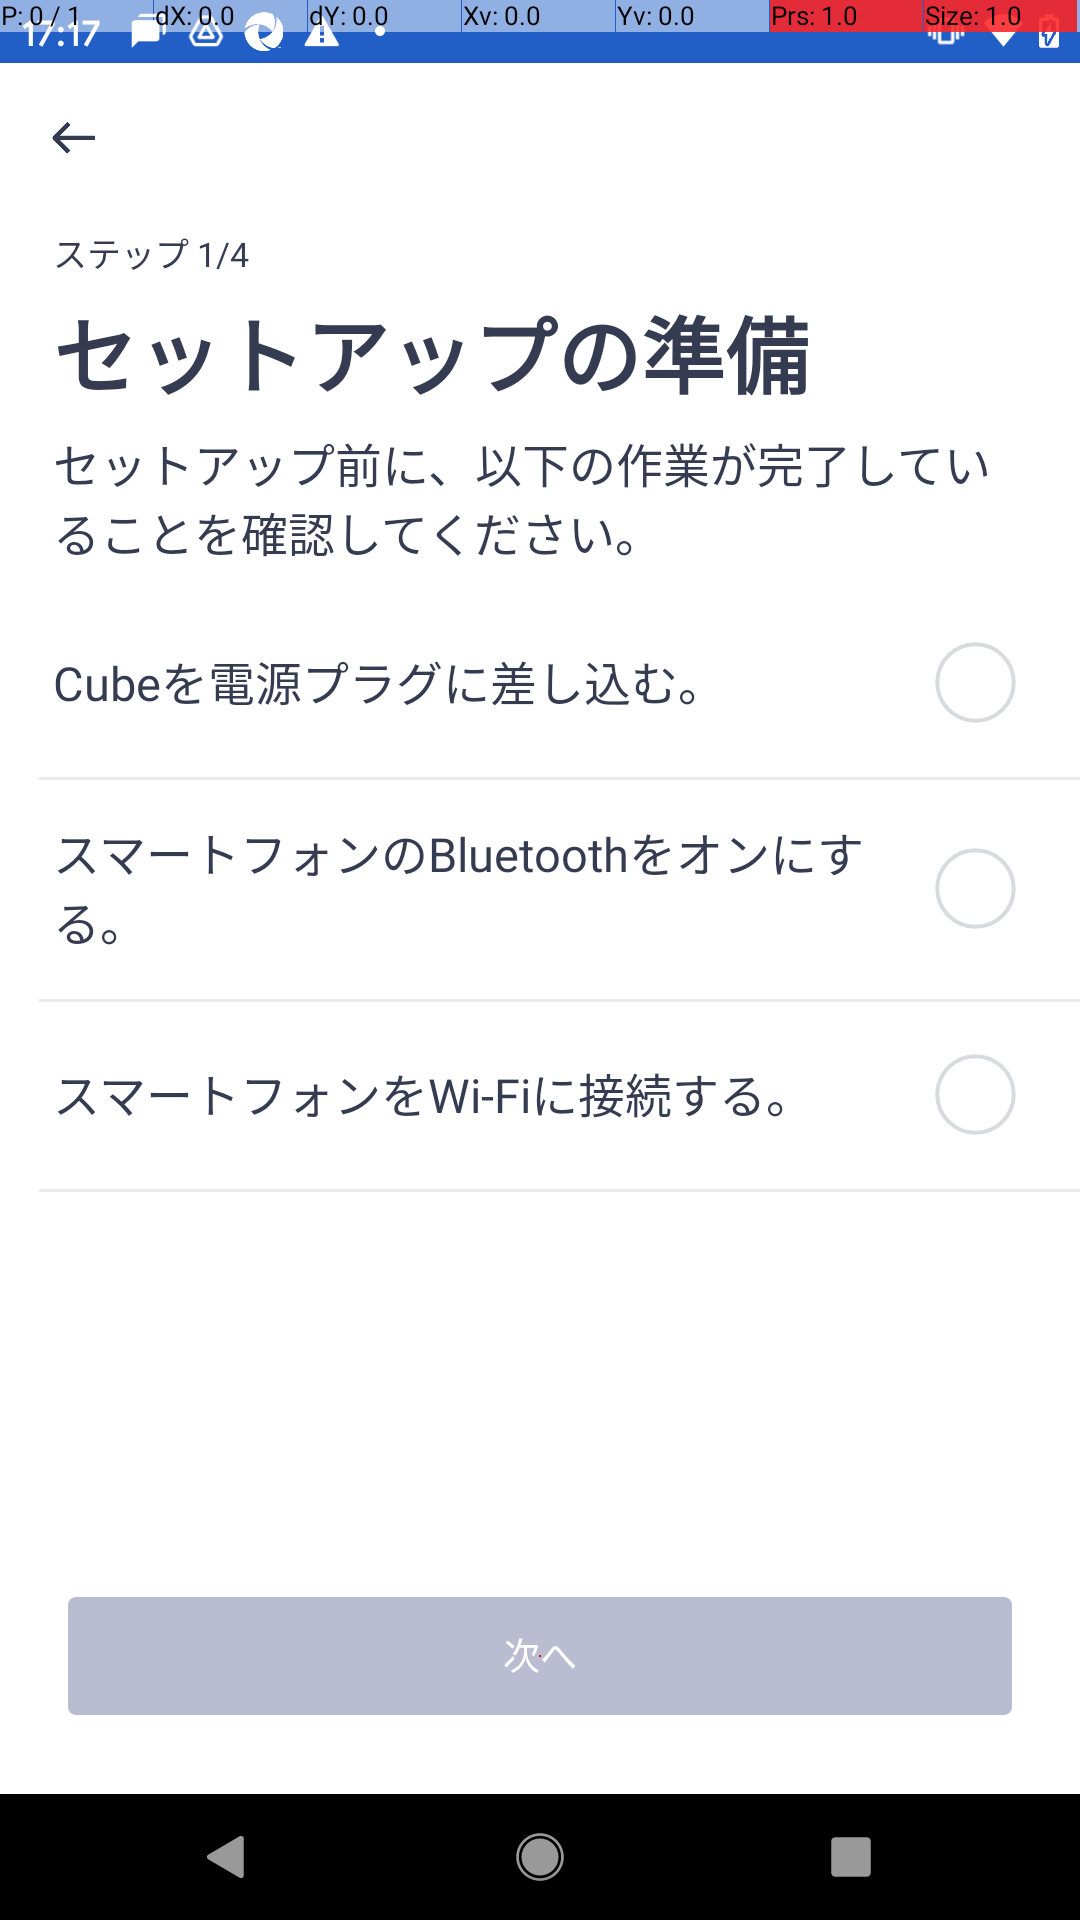 P: 0 / 1 dX: 0.0 dY: 0.0 Xv: 0.0 Yv: 0.0 Prs: 1.0 Size: 1.0
17:17
ステップ 1/4
セットアップの準備
セットアップ前に、以下の作業が完了してい
ることを確認してください。
Cubeを電源プラグに差し込む。
スマートフォンのBluetoothをオンにす
る。
スマートフォンをWi-Fiに接続する。
次へ